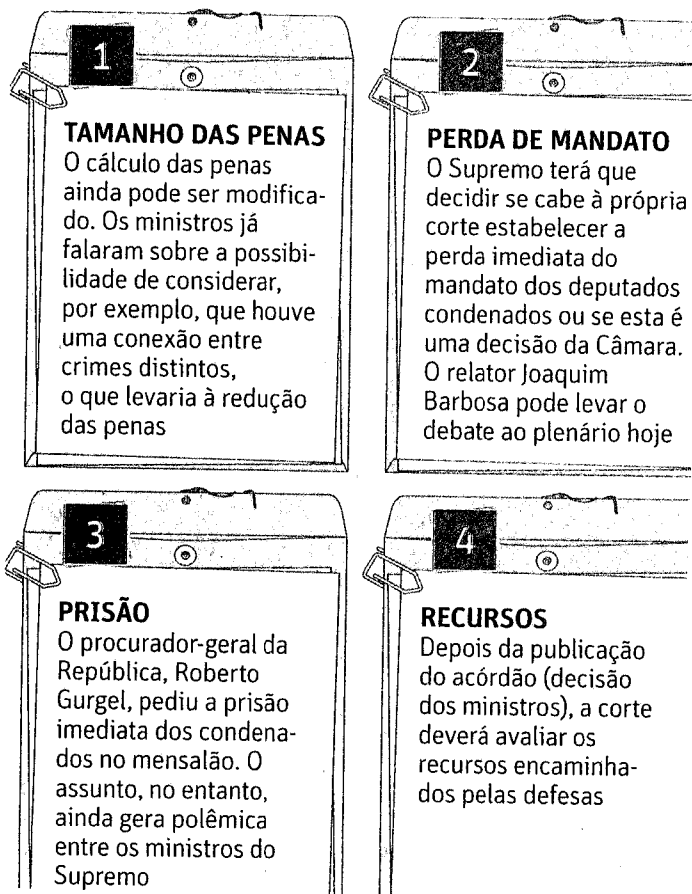 1
TAMANHO DAS PENAS
O cálculo das penas
ainda pode ser modifica-
do. Os ministros já
falaram sobre a possibi-
lidade de considerar,
por exemplo, que houve
uma conexão entre
crimes distintos,
o que levaria à redução
das penas
2
PERDA DE MANDATO
O Supremo terá que
decidir se cabe à própria
corte estabelecer a
perda imediata do
mandato dos deputados
condenados ou se esta é
uma decisão da Câmara.
O relator Joaquim
Barbosa pode levar o
debate ao plenário hoje
3
PRISÃO
O procurador-geral da
República, Roberto
Gurgel, pediu a prisão
imediata dos condena-
dos no mensalão. O
assunto, no entanto,
ainda gera polêmica
entre os ministros do
Supremo
4
RECURSOS
Depois da publicação
do acórdão (decisão
dos ministros), a corte
deverá avaliar os
recursos encaminha-
dos pelas defesas